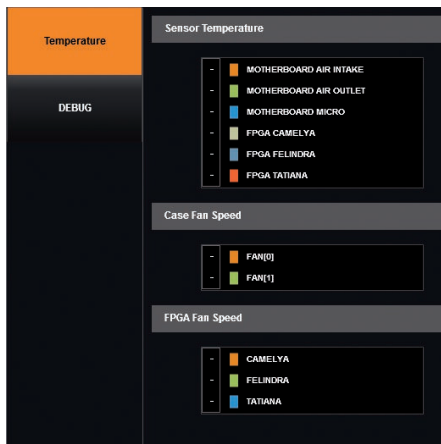 Temperature
DEBUG
Sensor Temperature
- MOTHERBOARD AIR INTAKE
- MOTHERBOARD AIR OUTLET
- MOTHERBOARD MICRO
- FPGA CAMELYA
- FPGA FELINDRA
- FPGA TATIANA
Case Fan Speed
- FAN[0]
- FAN[1]
FPGA Fan Speed
- CAMELYA
- FELINDRA
- TATIANA